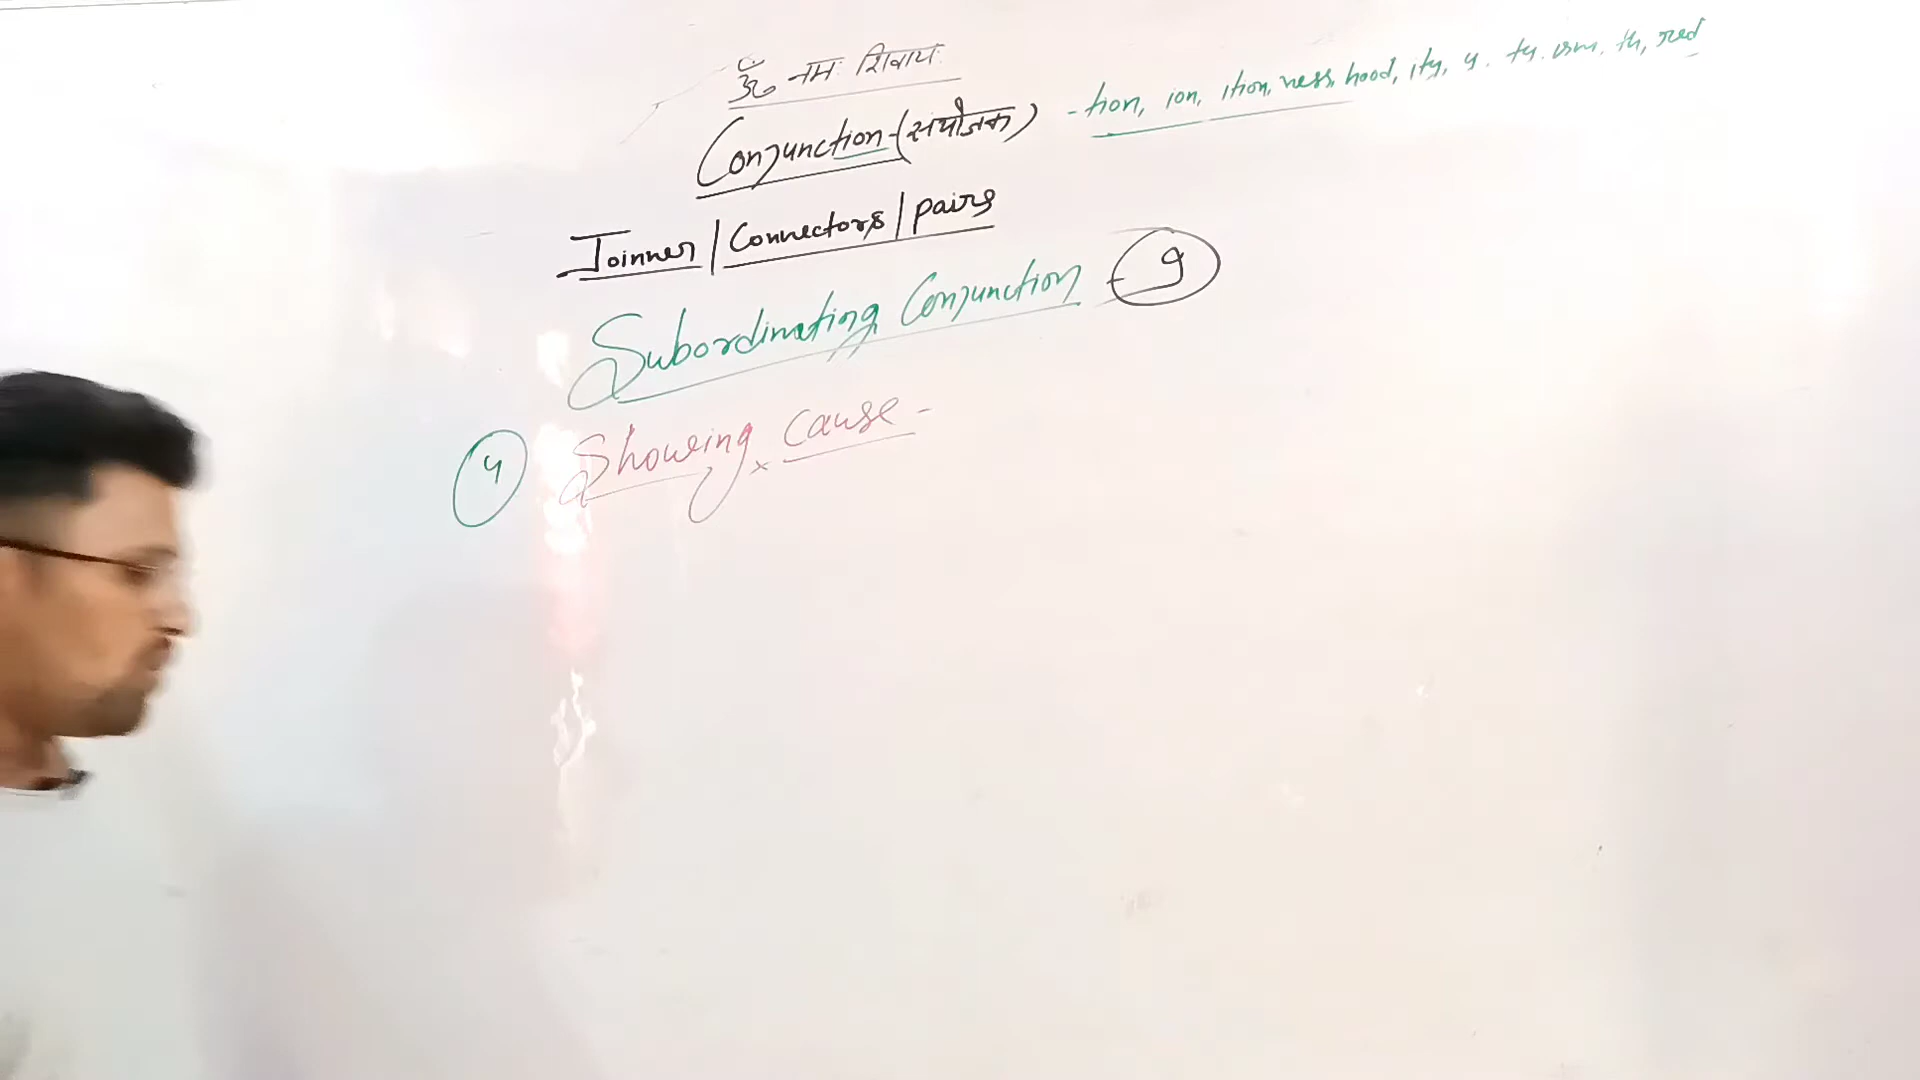 ॐ नमः शिवाय
Conjunction-(संयोजक) - tion, ion, ition, ness, hood, ity, y. ty. ism. th, red
Joinner | Connectors | pairs
Subordinating Conjunction - 9
4 Showing cause -